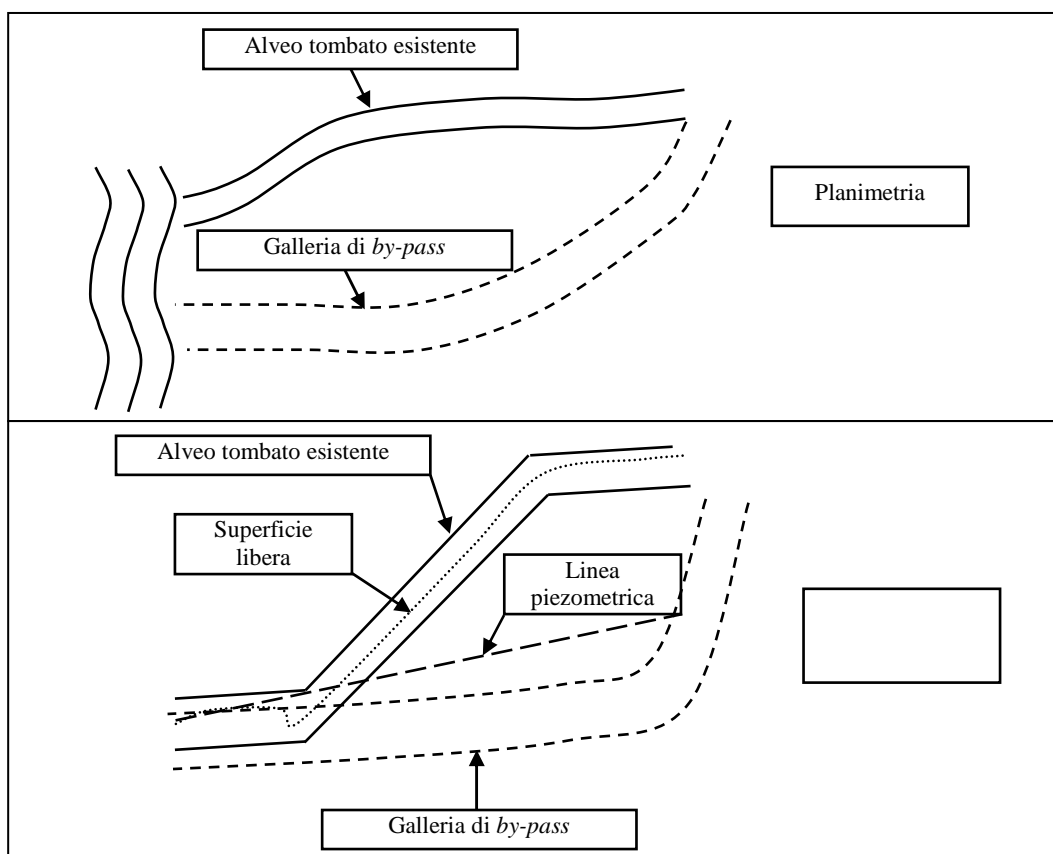 Alveo tombato esistente
Planimetria
Galleria di by-pass
Alveo tombato esistente
Superficie
libera
Linea
piezometrica
Galleria di by-pass